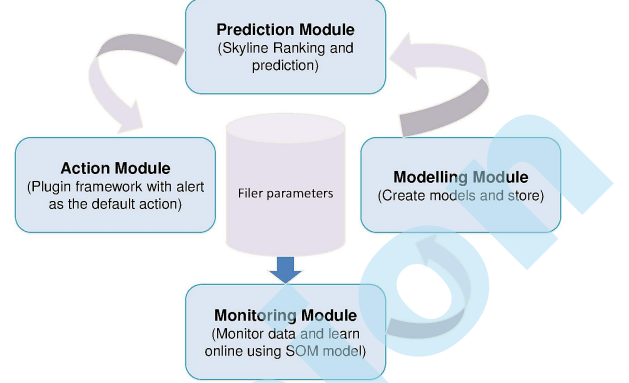 Prediction Module
(Skyline Ranking and
prediction)
Action Module
(Plugin framework with alert
as the default action)
Filer parameters
Modelling Module
(Create models and store)
Monitoring Module
(Monitor data and learn
online using SOM model)